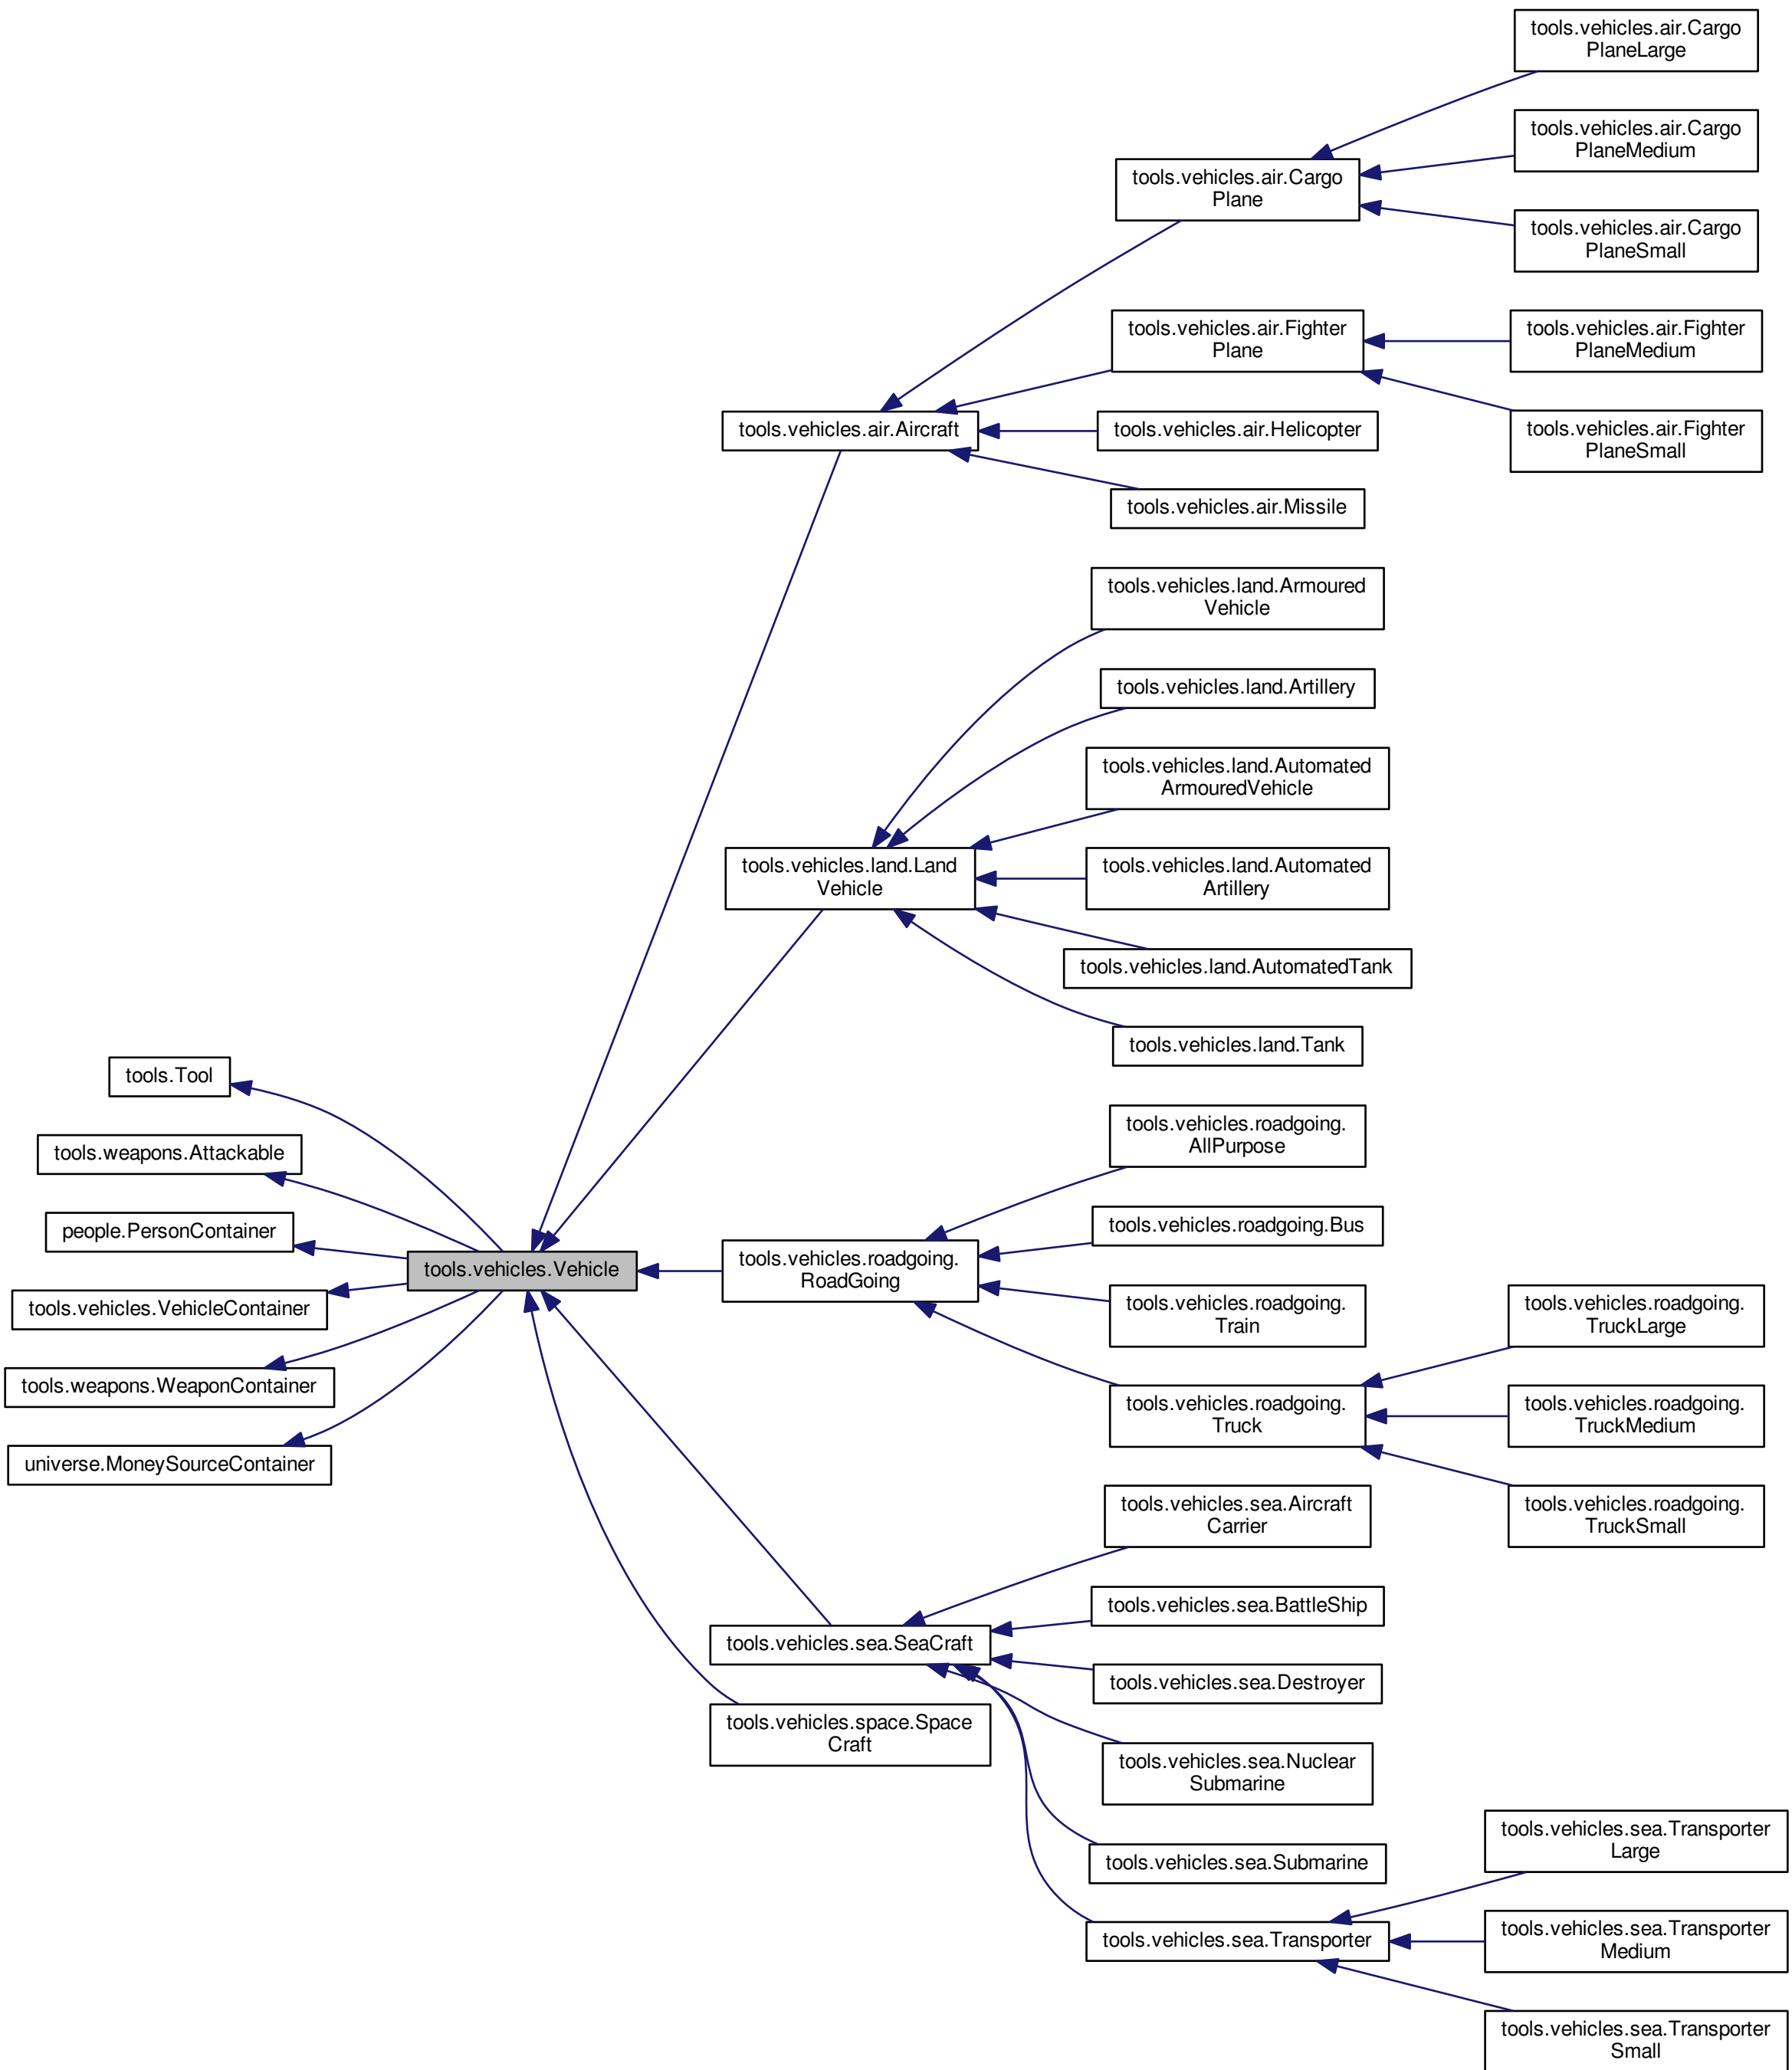 tools.vehicles.air.Cargo
PlaneLarge
tools.vehicles.air.Cargo
PlaneMedium
tools.vehicles.air.Cargo
Plane
tools.vehicles.air.Cargo
PlaneSmall
tools.vehicles.air.Fighter
Plane
tools.vehicles.air.Fighter
PlaneMedium
tools.vehicles.air.Aircraft
tools.vehicles.air.Helicopter
tools.vehicles.air.Fighter
PlaneSmall
tools.vehicles.air.Missile
tools.vehicles.land.Armoured
Vehicle
tools.vehicles.land.Artillery
tools.vehicles.land.Automated
ArmouredVehicle
tools.vehicles.land.Land
Vehicle
tools.vehicles.land.Automated
Artillery
tools.vehicles.land.AutomatedTank
tools.vehicles.land.Tank
tools.Tool
tools.weapons.Attackable
people.PersonContainer
tools.vehicles.VehicleContainer
tools.weapons.WeaponContainer
universe.MoneySourceContainer
tools.vehicles.Vehicle
tools.vehicles.roadgoing.
RoadGoing
tools.vehicles.roadgoing.
AllPurpose
tools.vehicles.roadgoing.Bus
tools.vehicles.roadgoing.
Train
tools.vehicles.roadgoing.
Truck
tools.vehicles.roadgoing.
TruckLarge
tools.vehicles.roadgoing.
TruckMedium
tools.vehicles.roadgoing.
TruckSmall
tools.vehicles.sea.SeaCraft
tools.vehicles.space.Space
Craft
tools.vehicles.sea.Aircraft
Carrier
tools.vehicles.sea.BattleShip
tools.vehicles.sea.Destroyer
tools.vehicles.sea.Nuclear
Submarine
tools.vehicles.sea.Submarine
tools.vehicles.sea.Transporter
tools.vehicles.sea.Transporter
Large
tools.vehicles.sea.Transporter
Medium
tools.vehicles.sea.Transporter
Small